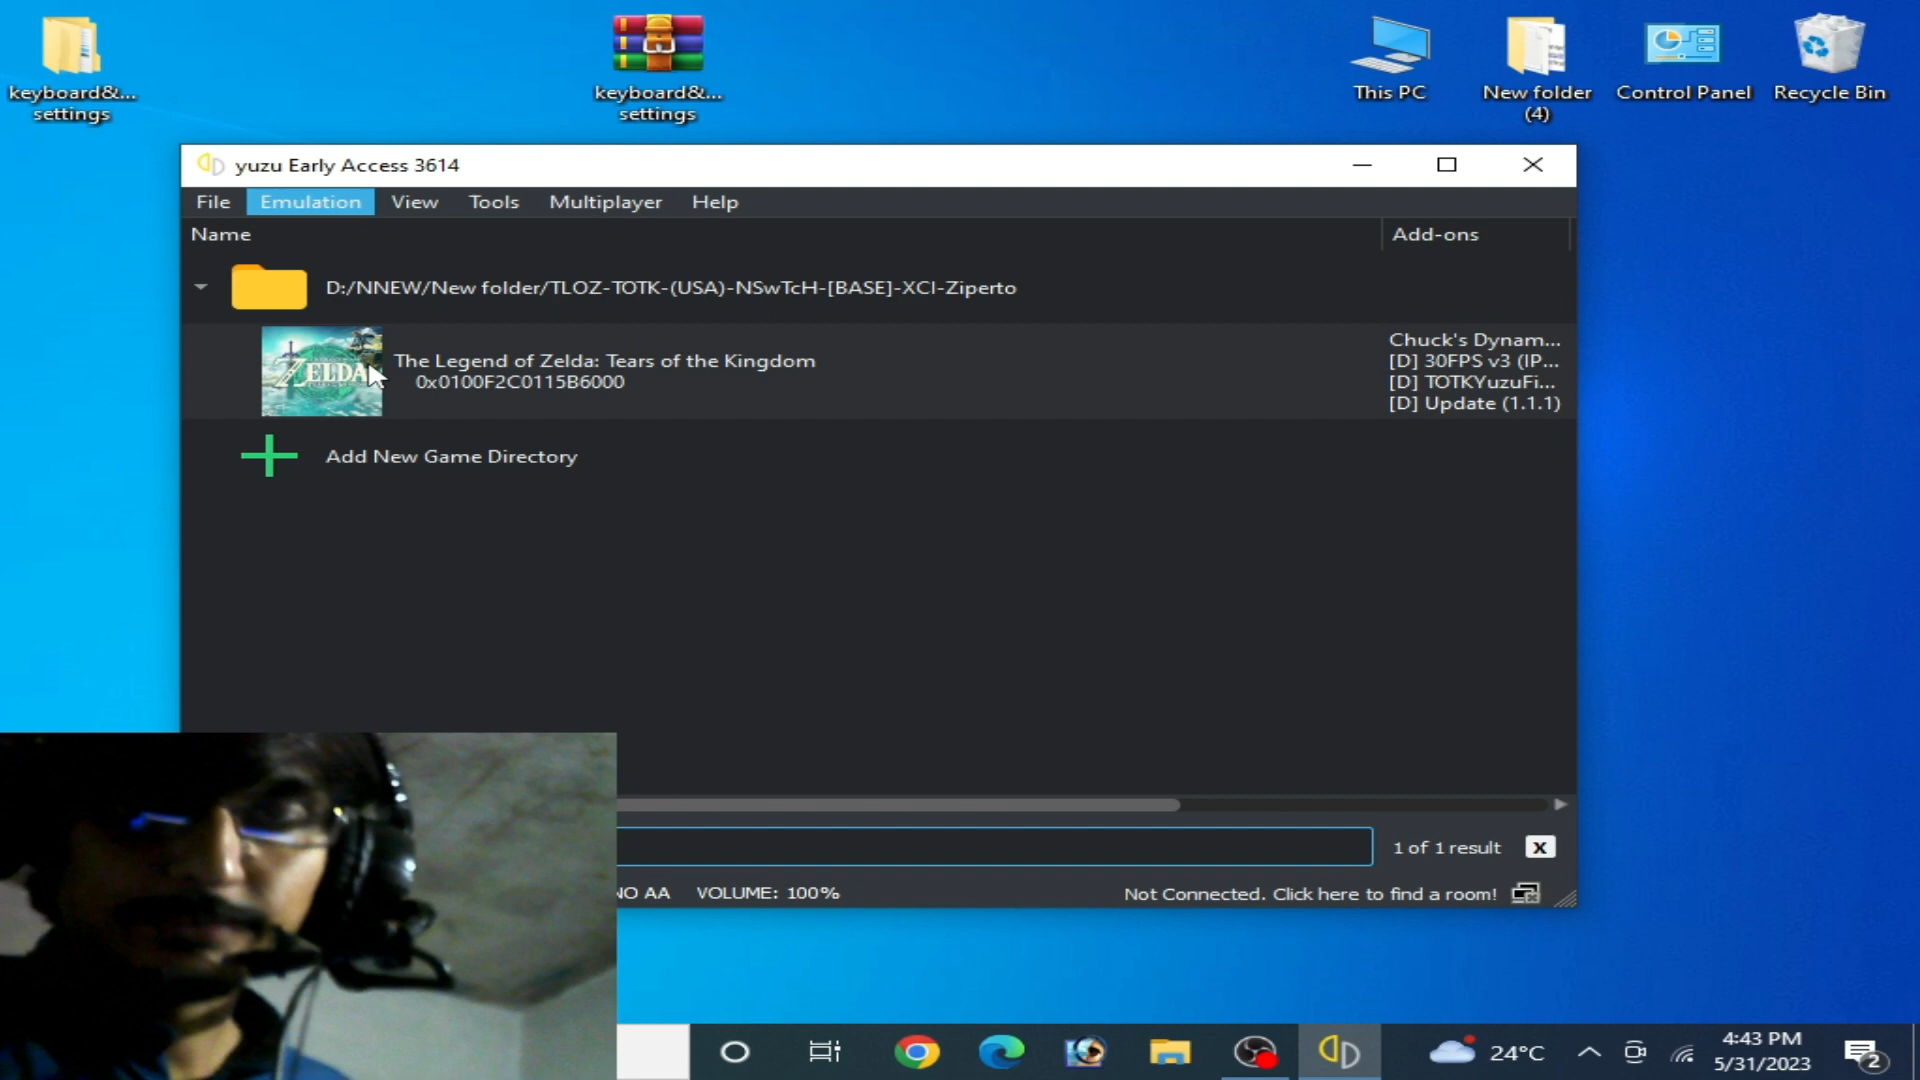 keyboard&...
settings
keyboard&...
settings
This PC
New folder
(4)
Control Panel
Recycle Bin
yuzu Early Access 3614
File Emulation View Tools Multiplayer Help
Name Add-ons
D:/NNEW/New folder/TLOZ-TOTK-(USA)-NSwTcH-[BASE]-XCI-Ziperto
ZELDA
The Legend of Zelda: Tears of the Kingdom
0x0100F2C0115B6000
Chuck's Dynam...
[D] 30FPS v3 (IP...
[D] TOTKYuzuFi...
[D] Update (1.1.1)
Add New Game Directory
1 of 1 result X
NO AA VOLUME: 100% Not Connected. Click here to find a room!
24°C
4:43 PM
5/31/2023
2